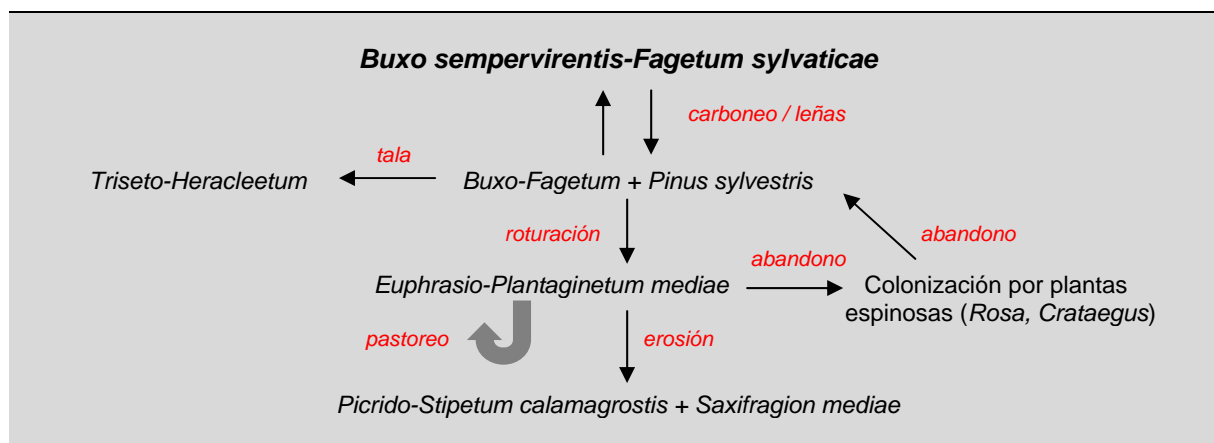 Buxo sempervirentis-Fagetum sylvaticae
carboneo / leñas
tala
Triseto-Heracleetum
Buxo-Fagetum + Pinus sylvestris
roturación
abandono
abandono
Euphrasio-Plantaginetum mediae
Colonización por plantas
espinosas (Rosa, Crataegus)
pastoreo
erosión
Picrido-Stipetum calamagrostis + Saxifragion mediae